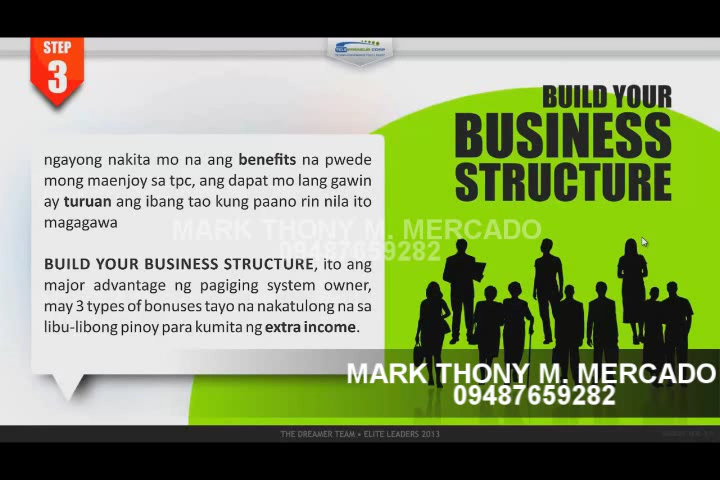 STEP
3
BUILD YOUR
BUSINESS
STRUCTURE
ngayong nakita mo na ang benefits na pwede
mong maenjoy sa tpc, ang dapat mo lang gawin
ay turuan ang ibang tao kung paano rin nila ito
magagawa
MARK THONY M. MERCADO
09487659282
BUILD YOUR BUSINESS STRUCTURE, ito ang
major advantage ng pagiging system owner,
may 3 types of bonuses tayo na nakatulong na sa
libu-libong pinoy para kumita ng extra income.
MARK THONY M. MERCADO
09487659282
THE DREAMER TEAM • ELITE LEADERS 2013